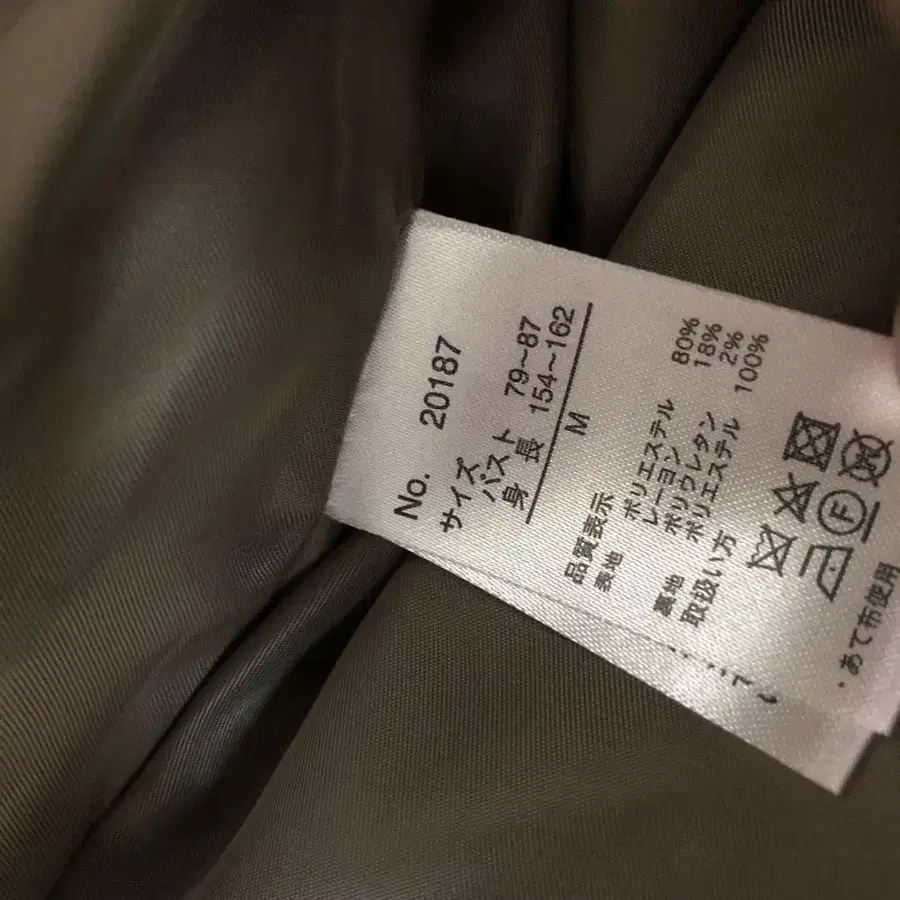 No. 20187
サイズ
バスト 79~87
身長 154~162
M
品質表示
表地 ポリエステル 80%
レーヨン 18%
ポリウレタン 2%
裏地 ポリエステル 100%
取扱い方
F
・あて布使用